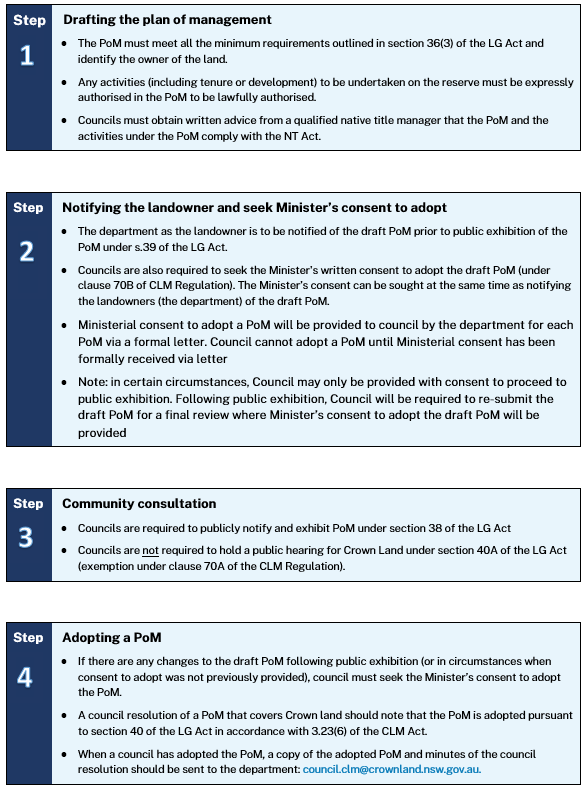 Step
1
Drafting the plan of management
• The PoM must meet all the minimum requirements outlined in section 36(3) of the LG Act and
identify the owner of the land.
• Any activities (including tenure or development) to be undertaken on the reserve must be expressly
authorised in the PoM to be lawfully authorised.
• Councils must obtain written advice from a qualified native title manager that the PoM and the
activities under the PoM comply with the NT Act.
Step
2
Notifying the landowner and seek Minister's consent to adopt
• The department as the landowner is to be notified of the draft PoM prior to public exhibition of the
PoM under s.39 of the LG Act.
• Councils are also required to seek the Minister's written consent to adopt the draft PoM (under
clause 70B of CLM Regulation). The Minister's consent can be sought at the same time as notifying
the landowners (the department) of the draft PoM.
• Ministerial consent to adopt a PoM will be provided to council by the department for each
PoM via a formal letter. Council cannot adopt a PoM until Ministerial consent has been
formally received via letter
• Note: in certain circumstances, Council may only be provided with consent to proceed to
public exhibition. Following public exhibition, Council will be required to re-submit the
draft PoM for a final review where Minister's consent to adopt the draft PoM will be
provided
Step
3
Community consultation
• Councils are required to publicly notify and exhibit PoM under section 38 of the LG Act
• Councils are not required to hold a public hearing for Crown Land under section 40A of the LG Act
(exemption under clause 70A of the CLM Regulation).
Step
4
Adopting a PoM
• If there are any changes to the draft PoM following public exhibition (or in circumstances when
consent to adopt was not previously provided), council must seek the Minister's consent to adopt
the PoM.
• A council resolution of a PoM that covers Crown land should note that the PoM is adopted pursuant
to section 40 of the LG Act in accordance with 3.23(6) of the CLM Act.
• When a council has adopted the PoM, a copy of the adopted PoM and minutes of the council
resolution should be sent to the department: council.clm@crownland.nsw.gov.au.